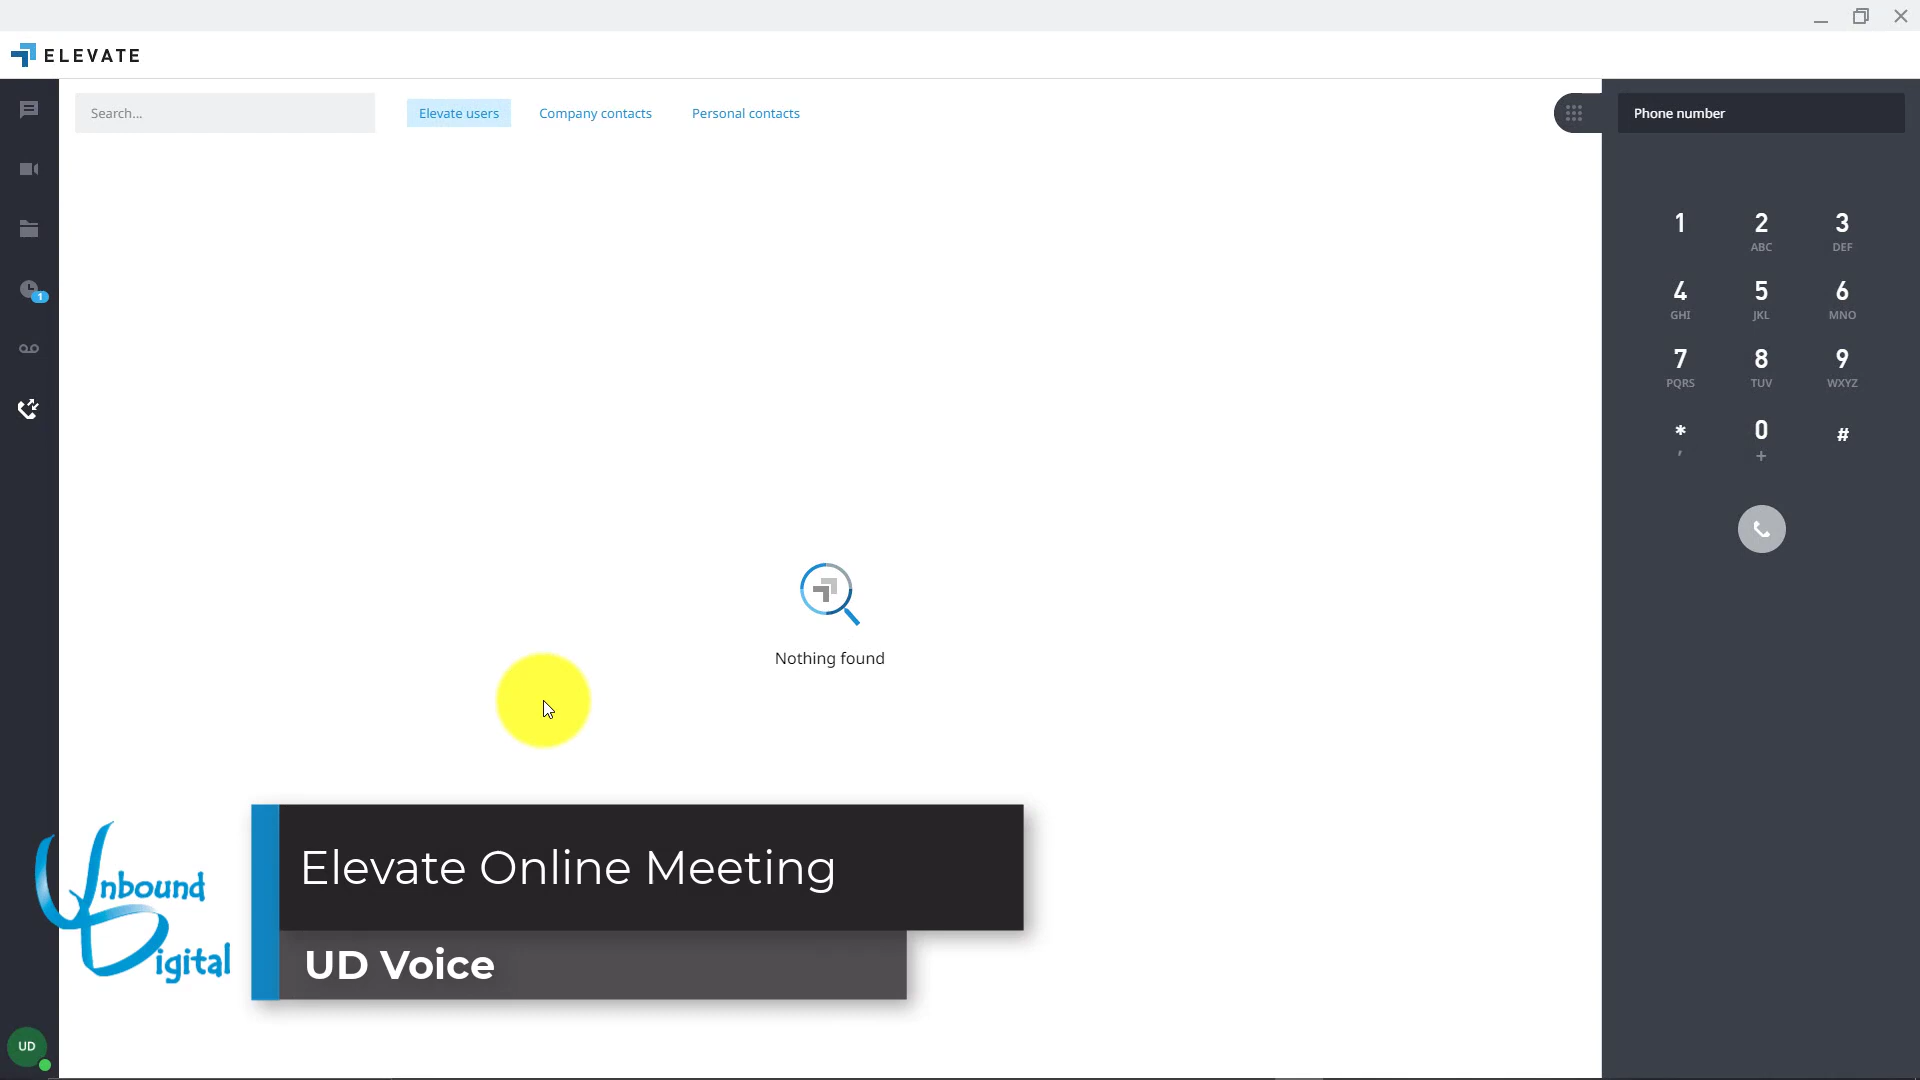 ELEVATE
Search...
Elevate users
Company contacts
Personal contacts
Phone number
1 2 3
ABC DEF
4 5 6
GHI JKL MNO
7 8 9
PQRS TUV WXYZ
* 0 #
, +
1
Nothing found
Unbound
Digital
Elevate Online Meeting
UD Voice
UD